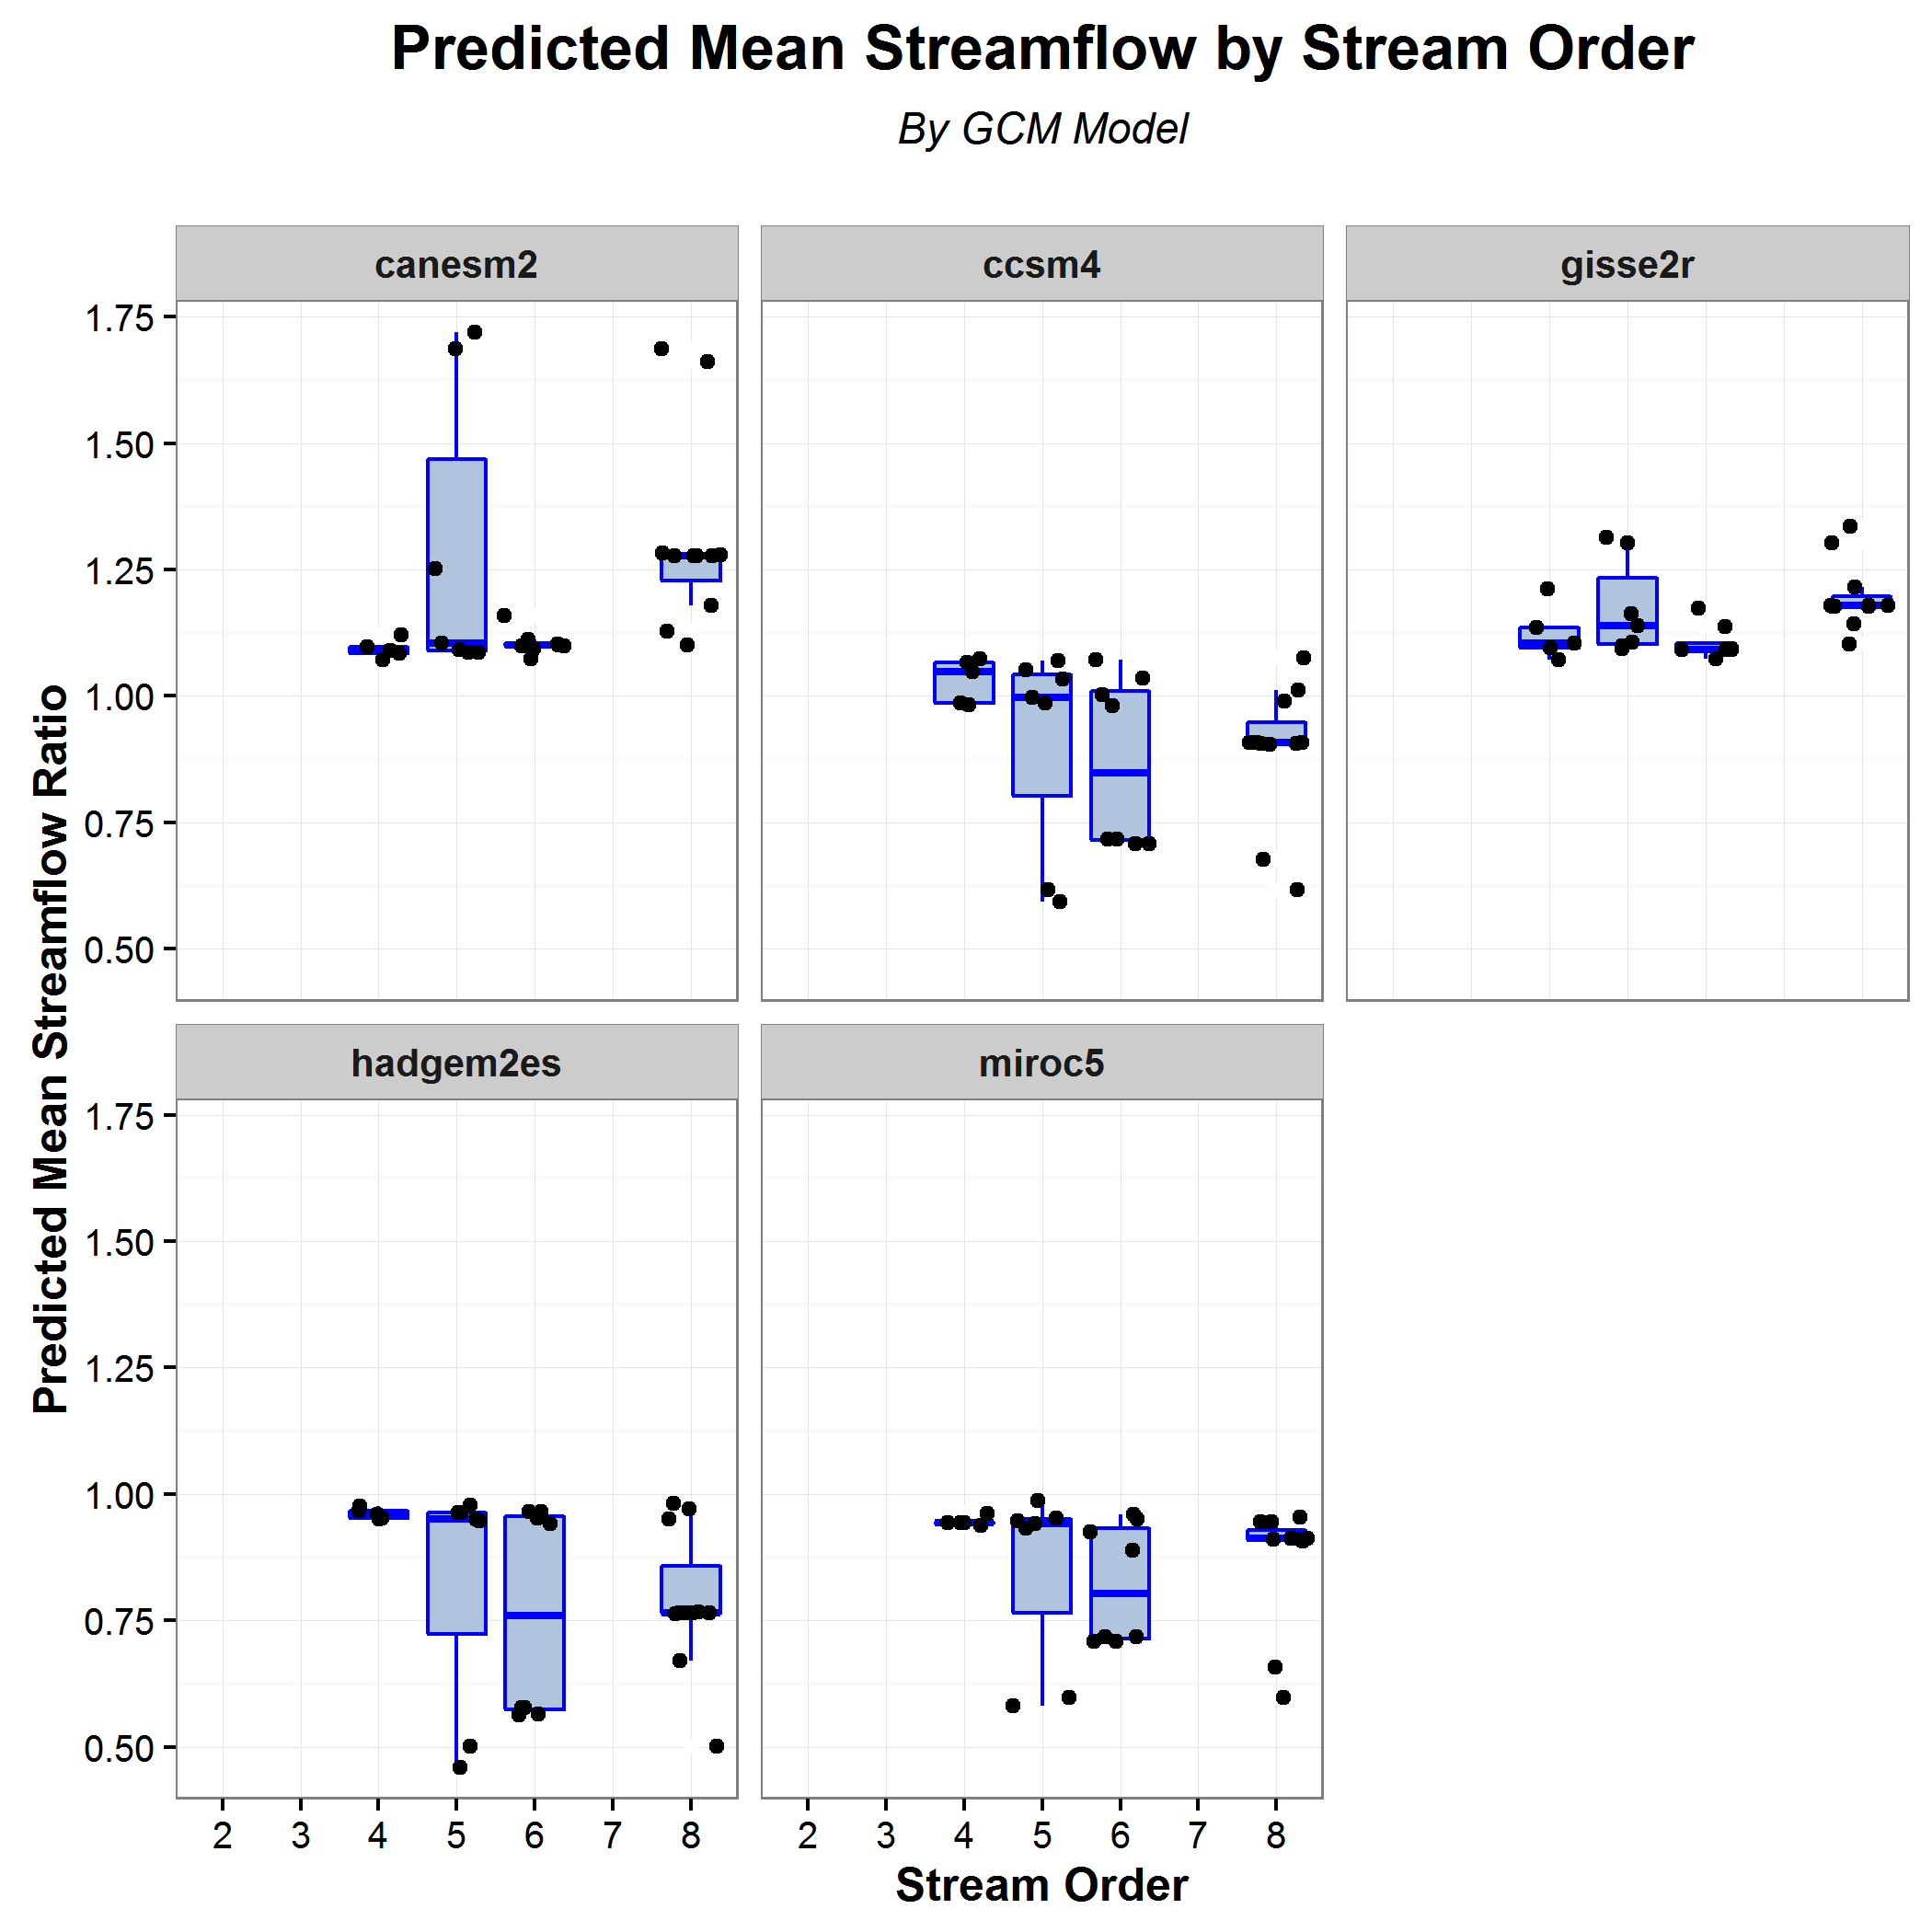 Predicted Mean Streamflow by Stream Order
By GCM Model
canesm2
ccsm4
gisse2r
1.75
1.50
1.25
1.00
0.75
0.50
Predicted Mean Streamflow Ratio
hadgem2es
miroc5
1.75
1.50
1.25
1.00
0.75
0.50
2 3 4 5 6 7 8
2 3 4 5 6 7 8
Stream Order